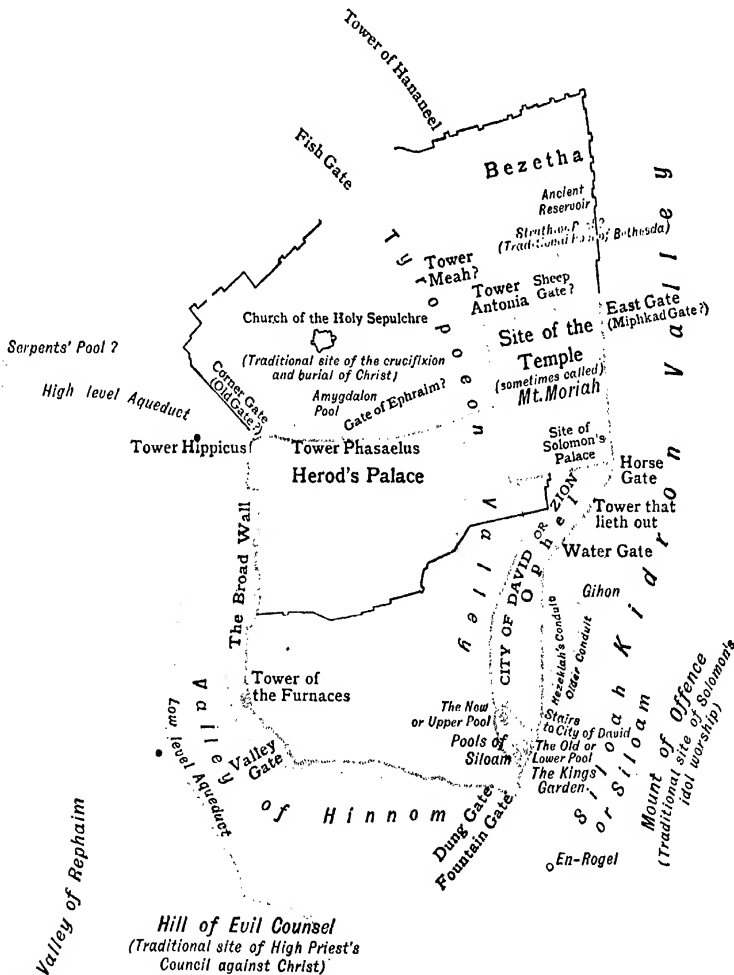 Tower of Hananeel
Fish Gate
Bezetha
Ancient
Reservoir
(Traditional of Bethesda)
Tyropoeon Valley
Tower
Meah?
Tower
Antonia
Sheep
Gate?
East Gate
(Miphkad Gate?)
Site of the
Temple
(sometimes called)
Mt. Moriah
Church of the Holy Sepulchre
(Traditional site of the crucifixion
and burial of Christ)
Serpents' Pool ?
High level Aqueduct
Corner Gate
(Old Gate?)
Amygdalon
Pool
Gate of Ephraim?
Tower Hippicus
Tower Phasaelus
Herod's Palace
Site of
Solomon's
Palace
Horse
Gate
Tower that
lieth out
Water Gate
CITY OF DAVID OR ZION
Ophel
Gihon
Hezekiah's Conduit
Older Conduit
The Broad Wall
Tower of
the Furnaces
Valley
Gate
Low level Aqueduct
Valley of Hinnom
The New
or Upper Pool
Pools of
Siloam
Stairs
to City of David
The Old or
Lower Pool
The Kings
Garden
Dung Gate
Fountain Gate
Kidron Valley
Siloah
or Siloam
Mount of Offence
(Traditional site of Solomon's
idol worship)
En-Rogel
Valley of Rephaim
Hill of Evil Counsel
(Traditional site of High Priest's
Council against Christ)